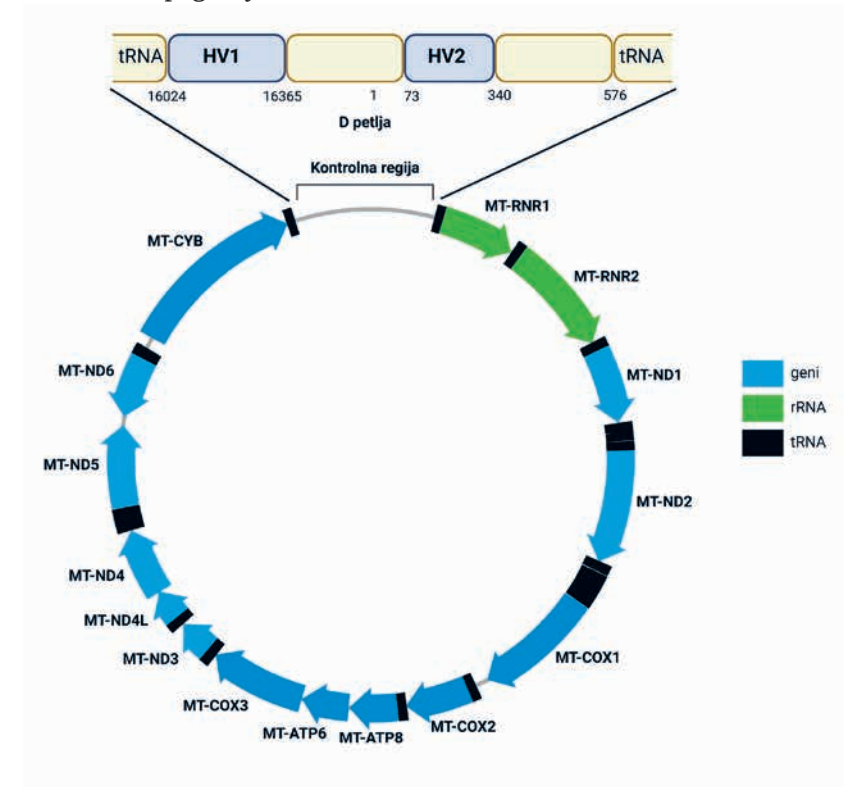 tRNA HV1 HV2 tRNA
16024 16365 1 73 340 576
D petlja
Kontrolna regija
MT-RNR1
MT-CYB
MT-RNR2
MT-ND6
MT-ND1
geni
rRNA
tRNA
MT-ND5
MT-ND2
MT-ND4
MT-ND4L
MT-ND3
MT-COX1
MT-COX3
MT-COX2
MT-ATP6
MT-ATP8